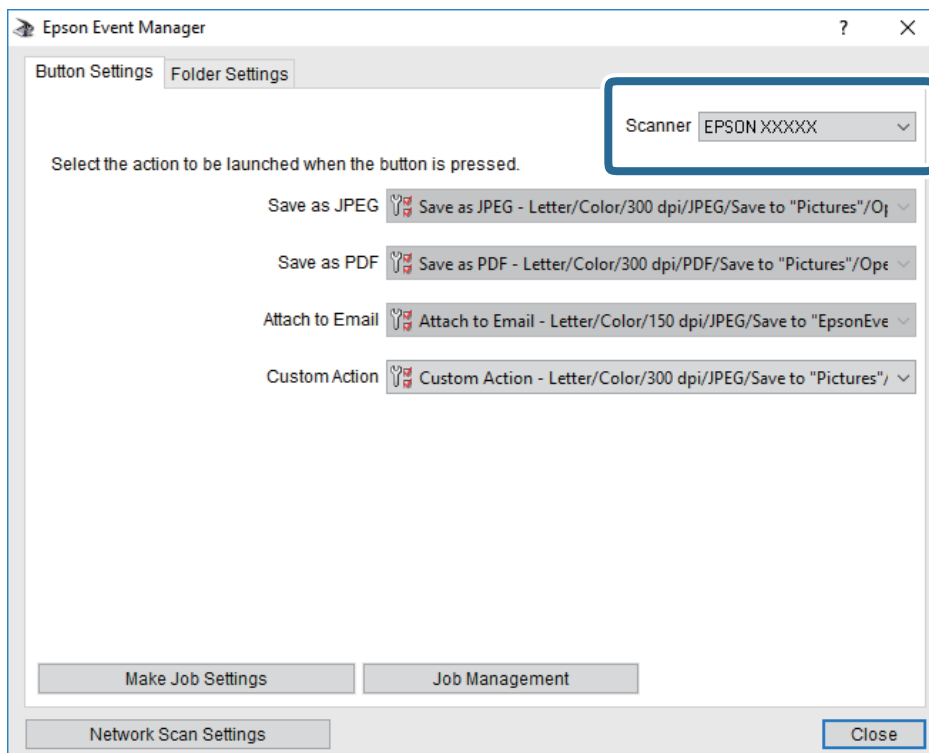 Epson Event Manager
Button Settings
Folder Settings
Scanner EPSON XXXXX
Select the action to be launched when the button is pressed.
Save as JPEG Save as JPEG - Letter/Color/300 dpi/JPEG/Save to "Pictures"/Op
Save as PDF Save as PDF - Letter/Color/300 dpi/PDF/Save to "Pictures"/Ope
Attach to Email Attach to Email - Letter/Color/150 dpi/JPEG/Save to "EpsonEve
Custom Action Custom Action - Letter/Color/300 dpi/JPEG/Save to "Pictures"/
Make Job Settings
Job Management
Network Scan Settings
Close